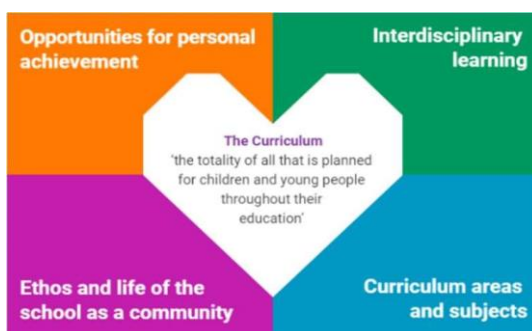 Opportunities for personal
achievement
Interdisciplinary
learning
The Curriculum
'the totality of all that is planned
for children and young people
throughout their
education'
Ethos and life of the
school as a community
Curriculum areas
and subjects